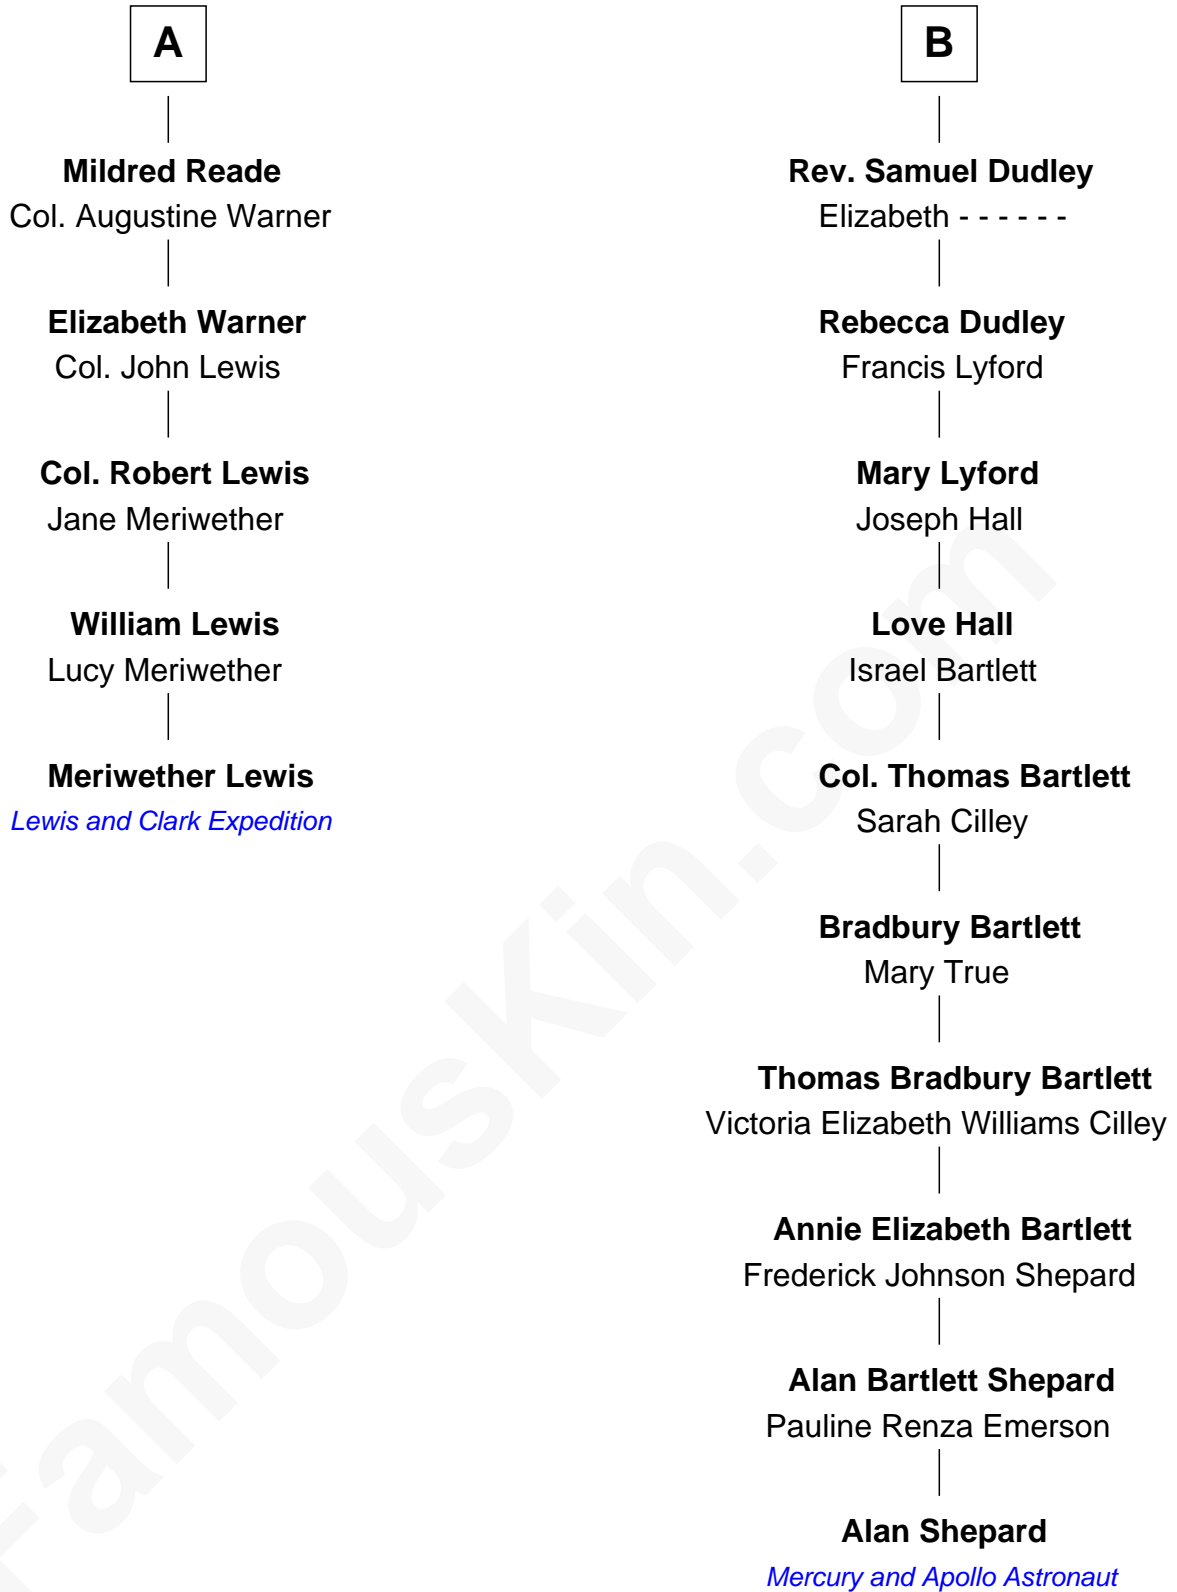 A
Mildred Reade
Col. Augustine Warner
Elizabeth Warner
Col. John Lewis
Col. Robert Lewis
Jane Meriwether
William Lewis
Lucy Meriwether
Meriwether Lewis
Lewis and Clark Expedition
B
Rev. Samuel Dudley
Elizabeth - - - - - -
Rebecca Dudley
Francis Lyford
Mary Lyford
Joseph Hall
Love Hall
Israel Bartlett
Col. Thomas Bartlett
Sarah Cilley
Bradbury Bartlett
Mary True
Thomas Bradbury Bartlett
Victoria Elizabeth Williams Cilley
Annie Elizabeth Bartlett
Frederick Johnson Shepard
Alan Bartlett Shepard
Pauline Renza Emerson
Alan Shepard
Mercury and Apollo Astronaut
FamousKin.com